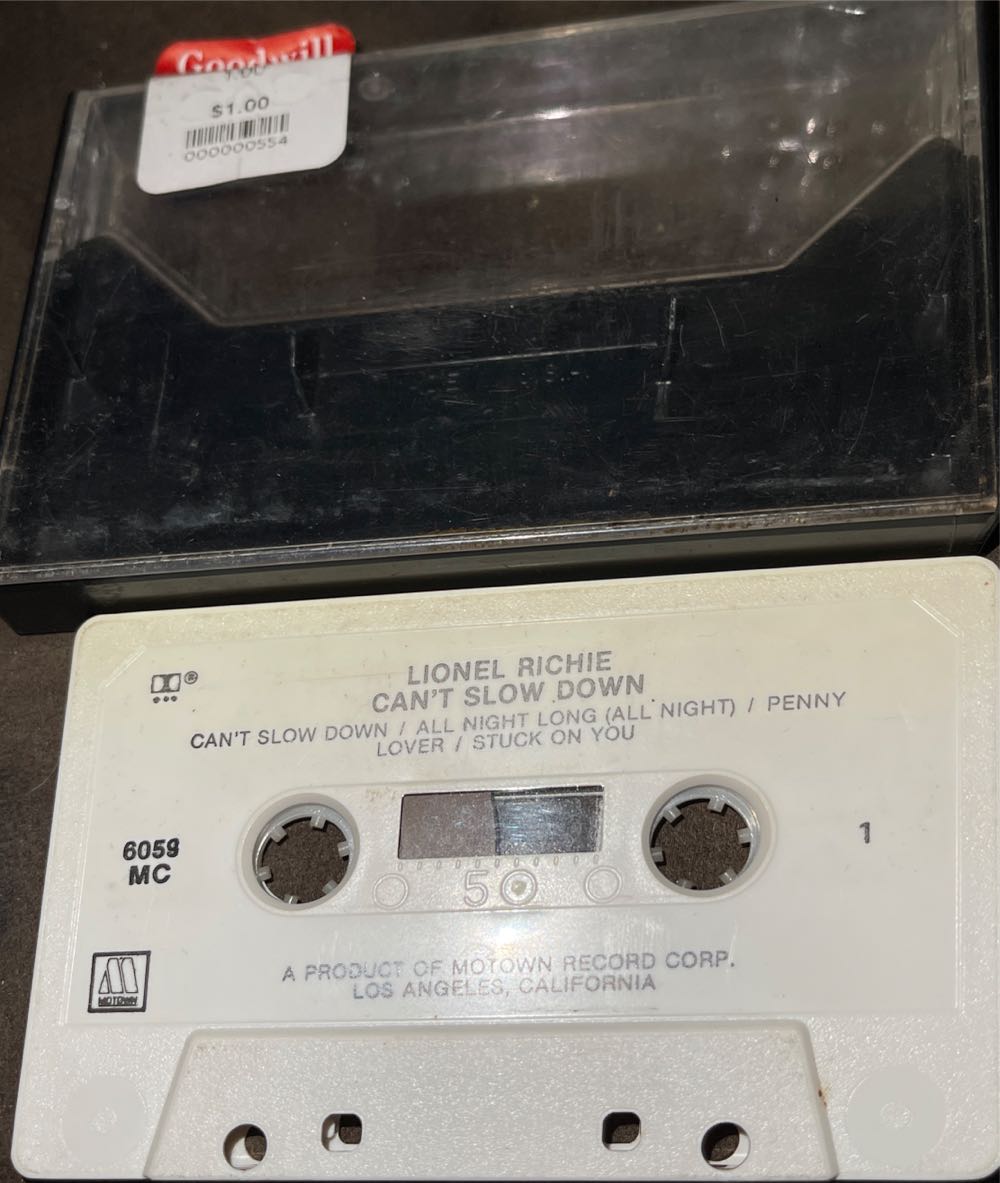 Goodwill
$1.00
000000554
LIONEL RICHIE
CAN'T SLOW DOWN
CAN'T SLOW DOWN / ALL NIGHT LONG (ALL NIGHT) / PENNY
LOVER / STUCK ON YOU
6059
MC
1
50
MOTOWN
A PRODUCT OF MOTOWN RECORD CORP.
LOS ANGELES, CALIFORNIA